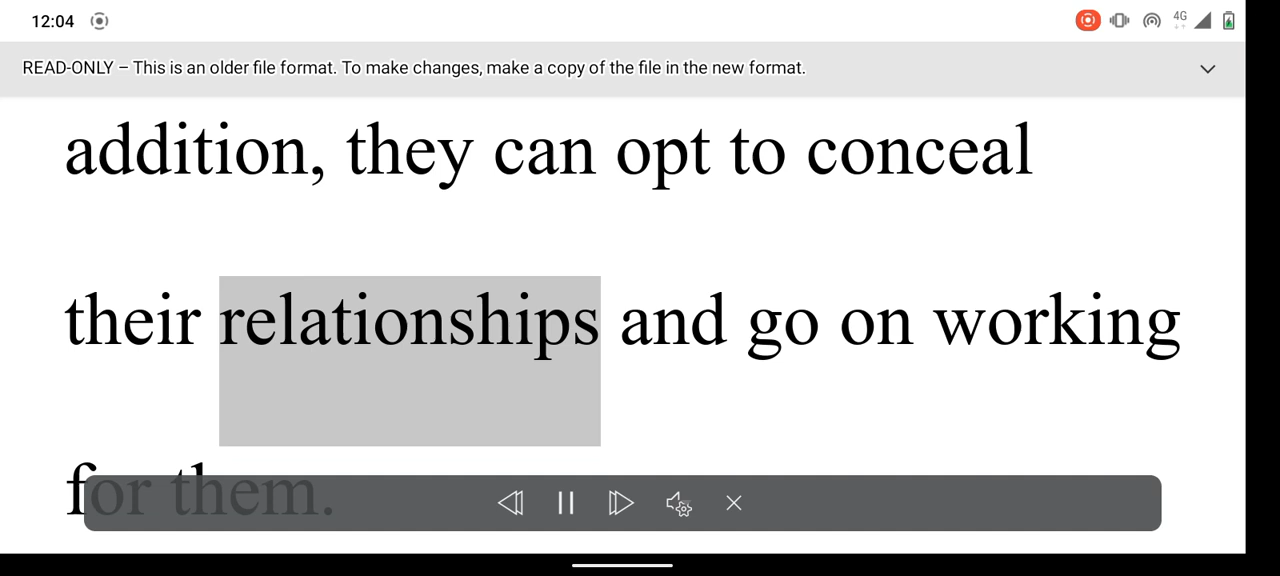 12:04
4G
READ-ONLY – This is an older file format. To make changes, make a copy of the file in the new format.
addition, they can opt to conceal
their relationships and go on working
for them.